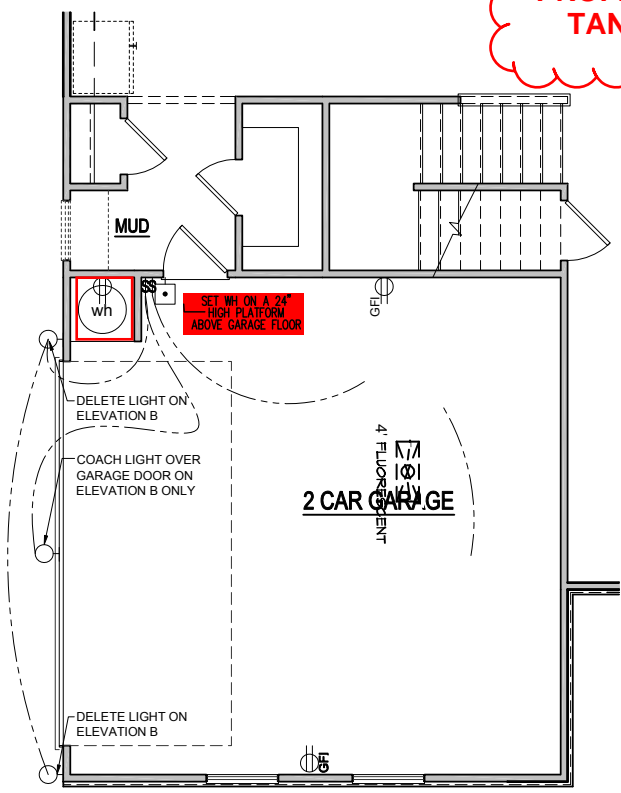 TAN
MUD
$$
wh
SET WH ON A 24"
HIGH PLATFORM
ABOVE GARAGE FLOOR
GFI
DELETE LIGHT ON
ELEVATION B
COACH LIGHT OVER
GARAGE DOOR ON
ELEVATION B ONLY
4' FLUORESCENT
2 CAR GARAGE
DELETE LIGHT ON
ELEVATION B
GFI